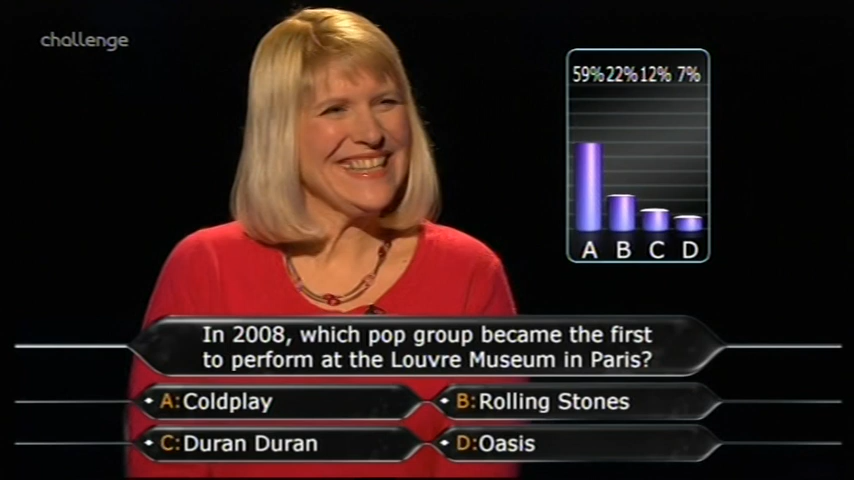 challenge
59% 22% 12% 7%
A B C D
In 2008, which pop group became the first
to perform at the Louvre Museum in Paris?
A: Coldplay
B: Rolling Stones
C: Duran Duran
D: Oasis